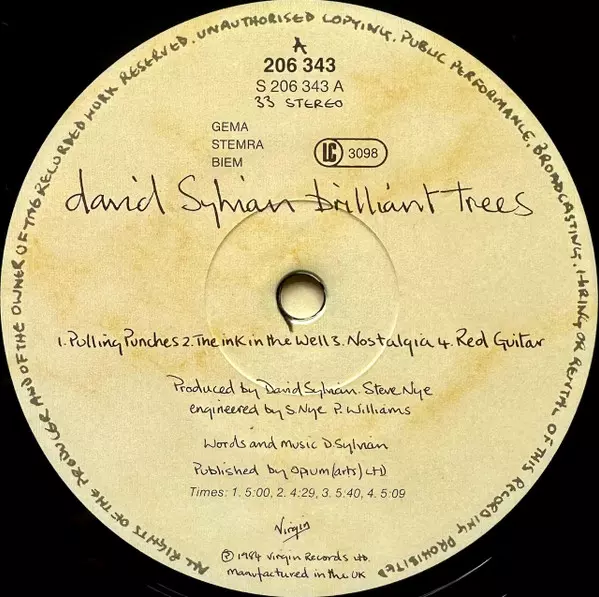 ALL RIGHTS OF THE PRODUCER AND OF THE OWNER OF THE RECORDED WORK RESERVED. UNAUTHORISED COPYING, PUBLIC PERFORMANCE, BROADCASTING, HIRING OR RENTAL OF THIS RECORDING PROHIBITED
A
206 343
S 206 343 A
33 STEREO
GEMA
STEMRA
BIEM
LC 3098
david Sylvian brilliant trees
1. Pulling Punches 2. The ink in the Well 3. Nostalgia 4. Red Guitar
Produced by David Sylvian. Steve Nye
engineered by S. Nye P. Williams
Words and music D. Sylvian
Published by opium (arts) LTD
Times: 1. 5:00, 2. 4:29, 3. 5:40, 4. 5:09
Virgin
℗ 1984 Virgin Records LTD.
manufactured in the UK